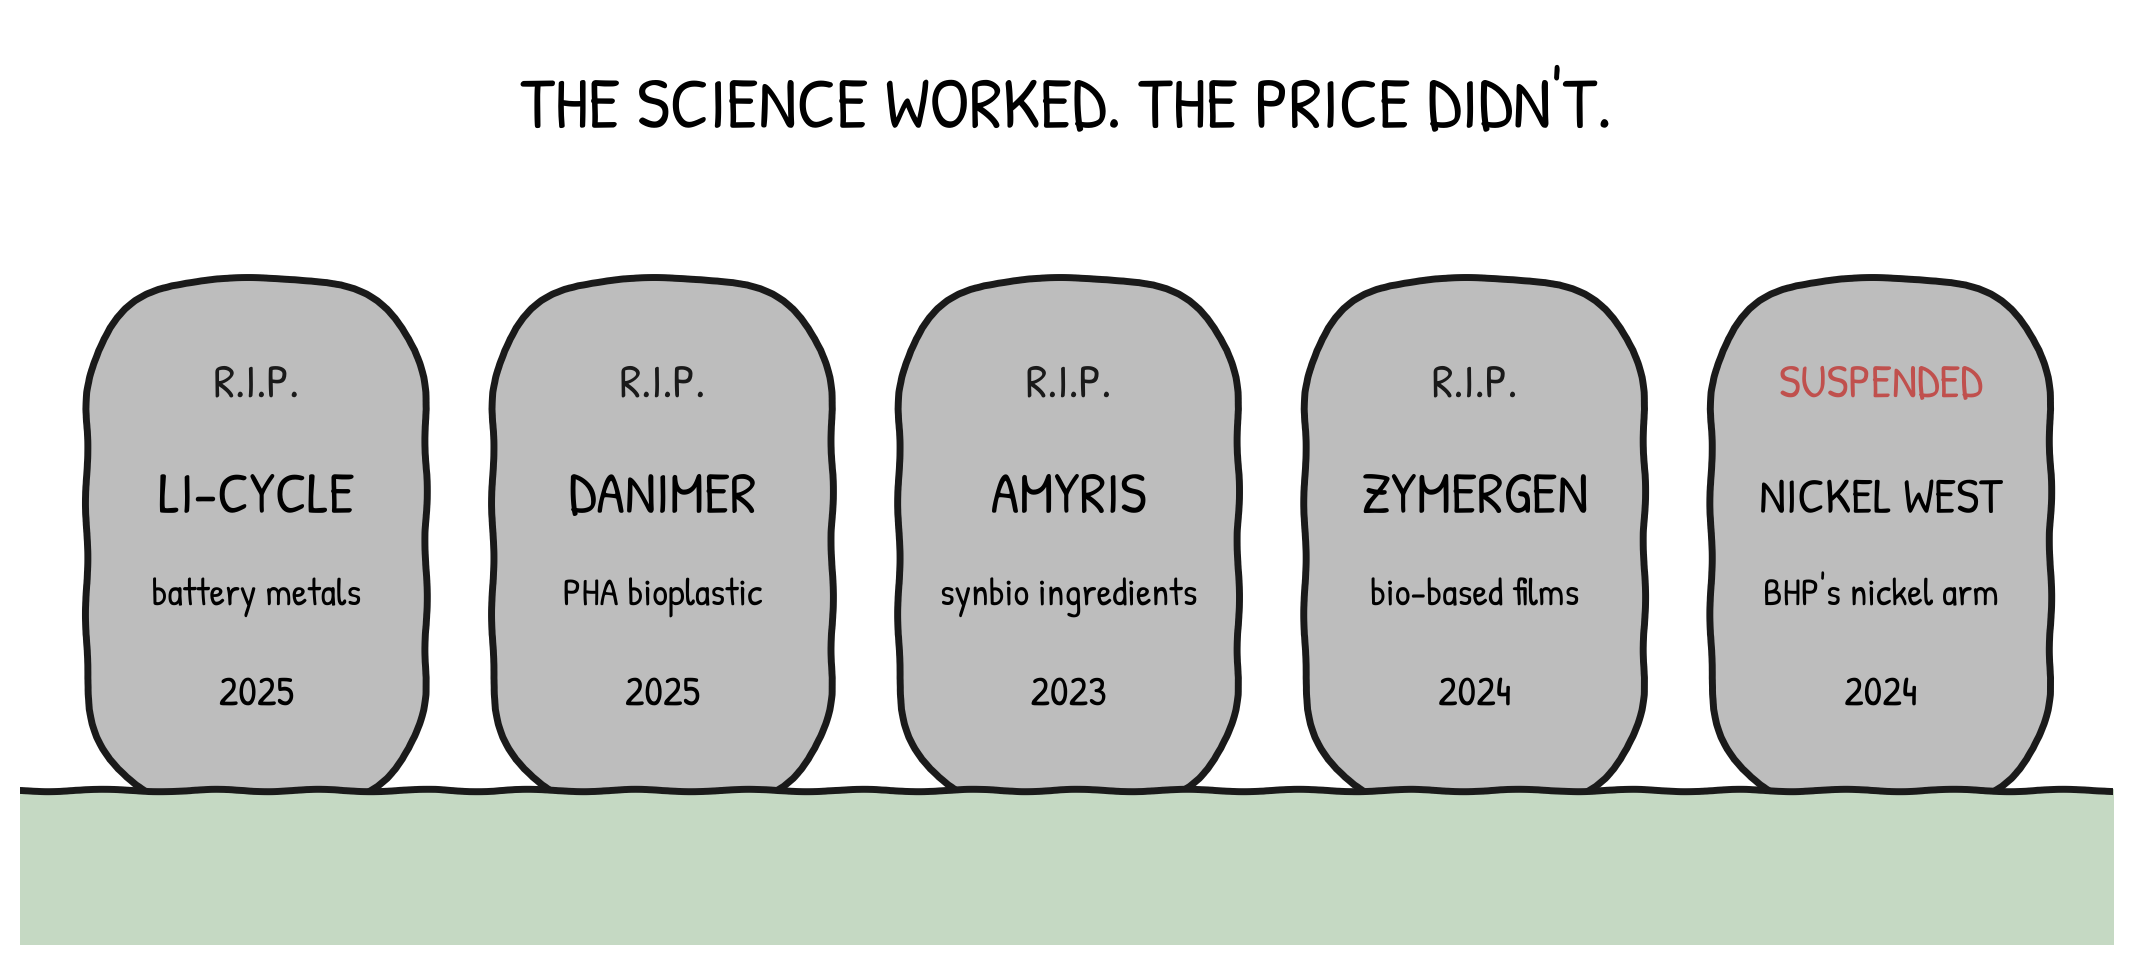 THE SCIENCE WORKED. THE PRICE DIDN'T.
R.I.P.
LI-CYCLE
battery metals
2025
R.I.P.
DANIMER
PHA bioplastic
2025
R.I.P.
AMYRIS
synbio ingredients
2023
R.I.P.
ZYMERGEN
bio-based films
2024
SUSPENDED
NICKEL WEST
BHP's nickel arm
2024